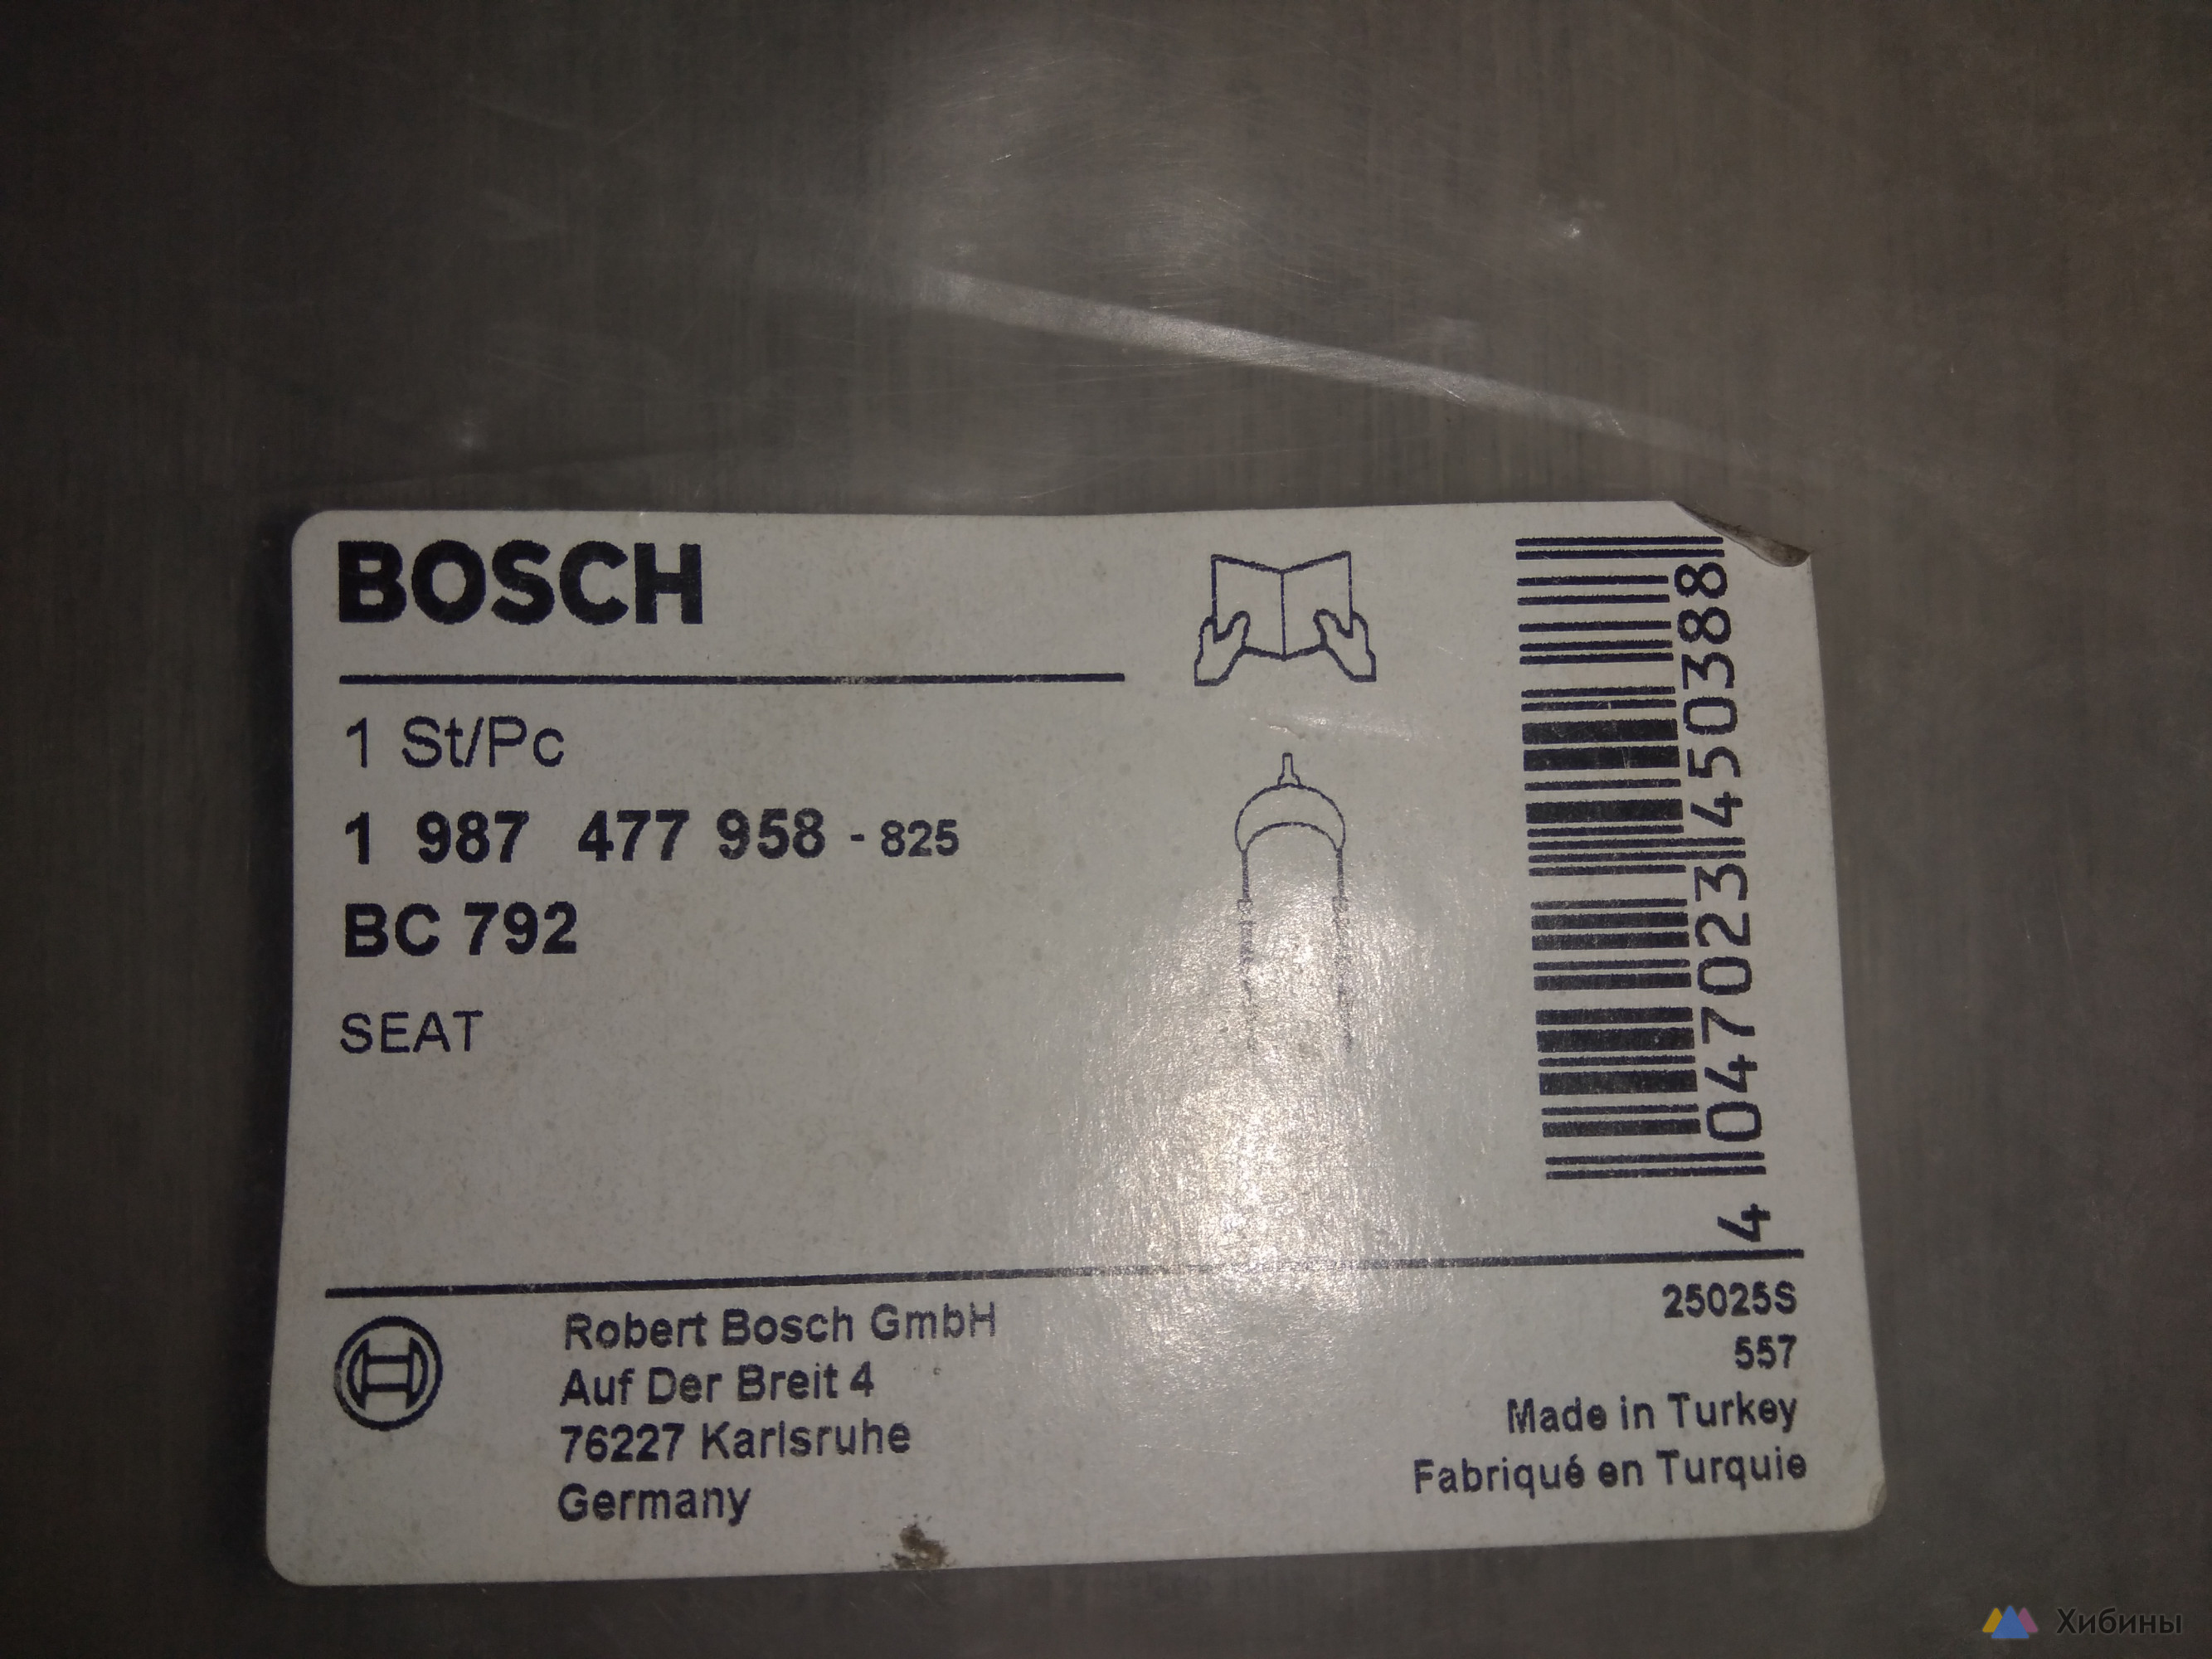 BOSCH
1 St/Pc
1 987 477 958 - 825
BC 792
SEAT
4 047023 450388
Robert Bosch GmbH
Auf Der Breit 4
76227 Karlsruhe
Germany
25025S
557
Made in Turkey
Fabriqué en Turquie
Хибины